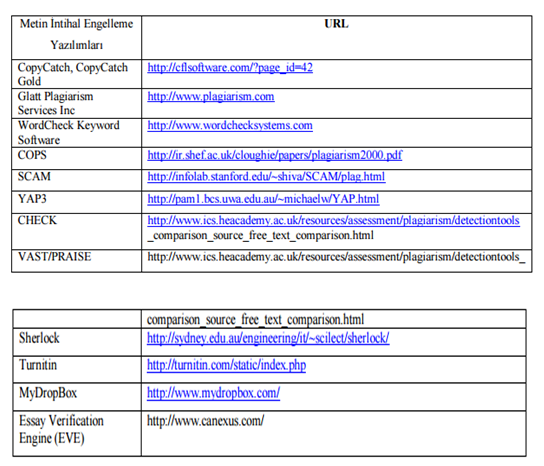 Metin İntihal Engelleme
Yazılımları
URL
CopyCatch, CopyCatch
Gold
http://cflsoftware.com/?page_id=42
Glatt Plagiarism
Services Inc
http://www.plagiarism.com
WordCheck Keyword
Software
http://www.wordchecksystems.com
COPS
http://ir.shef.ac.uk/cloughie/papers/plagiarism2000.pdf
SCAM
http://infolab.stanford.edu/~shiva/SCAM/plag.html
YAP3
http://pam1.bcs.uwa.edu.au/~michaelw/YAP.html
CHECK
http://www.ics.heacademy.ac.uk/resources/assessment/plagiarism/detectiontools
_comparison_source_free_text_comparison.html
VAST/PRAISE
http://www.ics.heacademy.ac.uk/resources/assessment/plagiarism/detectiontools_
comparison_source_free_text_comparison.html
Sherlock
http://sydney.edu.au/engineering/it/~scilect/sherlock/
Turnitin
http://turnitin.com/static/index.php
MyDropBox
http://www.mydropbox.com/
Essay Verification
Engine (EVE)
http://www.canexus.com/